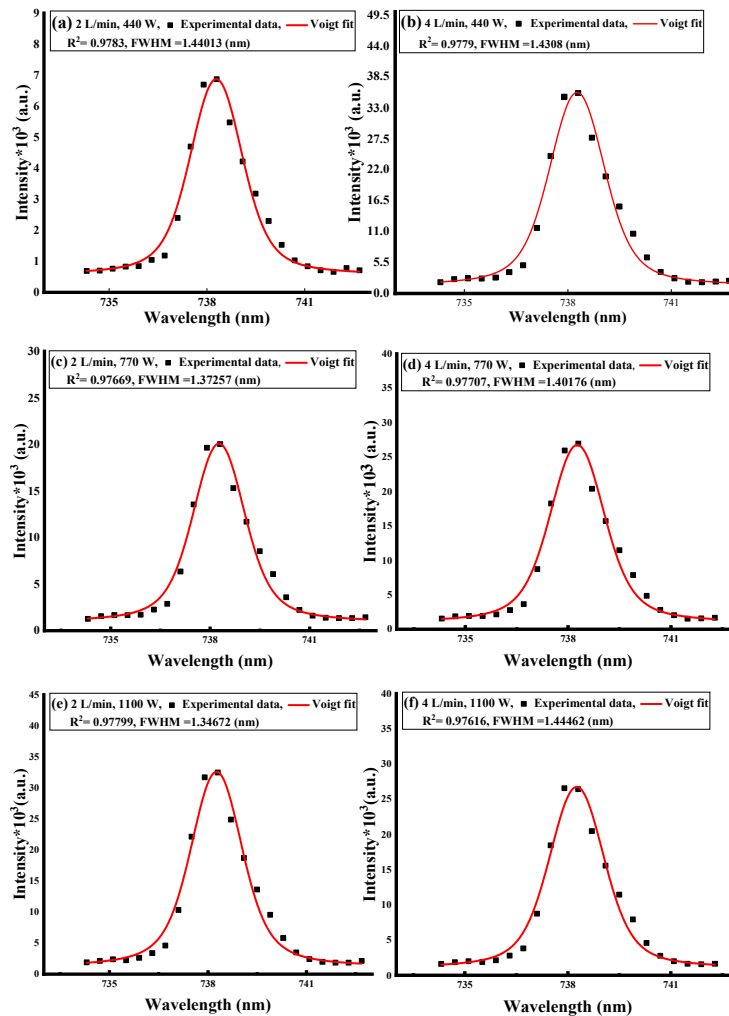 (a) 2 L/min, 440 W, ■ Experimental data, — Voigt fit
R²= 0.9783, FWHM =1.44013 (nm)
9
8
7
6
5
4
3
2
1
0
Intensity*10³ (a.u.)
735 738 741
Wavelength (nm)
(b) 4 L/min, 440 W, ■ Experimental data, — Voigt fit
R²= 0.9779, FWHM =1.4308 (nm)
49.5
44.0
38.5
33.0
27.5
22.0
16.5
11.0
5.5
0.0
Intensity*10³ (a.u.)
735 738 741
Wavelength (nm)
(c) 2 L/min, 770 W, ■ Experimental data, — Voigt fit
R²= 0.97669, FWHM =1.37257 (nm)
30
25
20
15
10
5
0
Intensity*10³ (a.u.)
735 738 741
Wavelength (nm)
(d) 4 L/min, 770 W, ■ Experimental data, — Voigt fit
R²= 0.97707, FWHM =1.40176 (nm)
40
35
30
25
20
15
10
5
0
Intensity*10³ (a.u.)
735 738 741
Wavelength (nm)
(e) 2 L/min, 1100 W, ■ Experimental data, — Voigt fit
R²= 0.97799, FWHM =1.34672 (nm)
45
40
35
30
25
20
15
10
5
0
Intensity*10³(a.u.)
735 738 741
Wavelength (nm)
(f) 4 L/min, 1100 W, ■ Experimental data, — Voigt fit
R²= 0.97616, FWHM =1.44462 (nm)
40
35
30
25
20
15
10
5
0
Intensity*10³(a.u.)
735 738 741
Wavelength (nm)